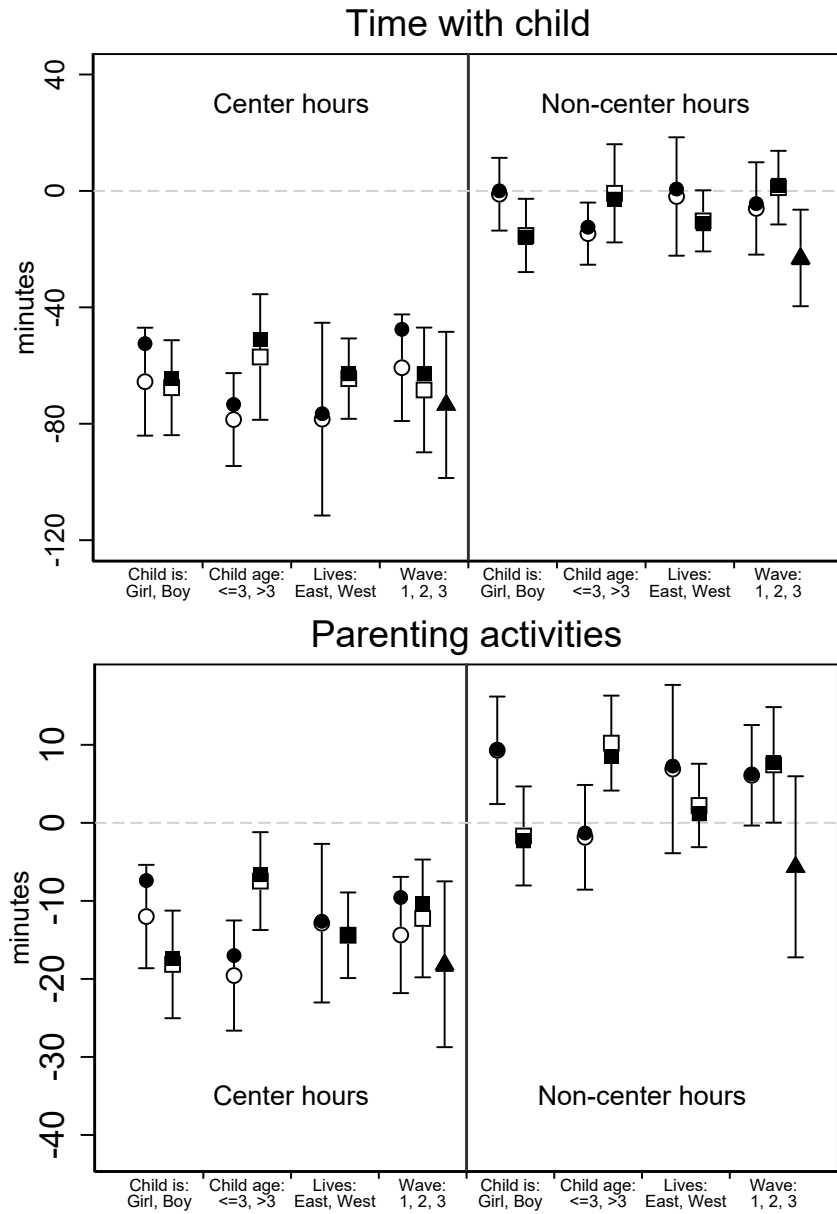 Time with child
Center hours
Non-center hours
minutes
40
0
-40
-80
-120
Child is: Child age: Lives: Wave: Child is: Child age: Lives: Wave:
Girl, Boy <=3, >3 East, West 1, 2, 3 Girl, Boy <=3, >3 East, West 1, 2, 3
Parenting activities
minutes
10
0
-10
-20
-30
-40
Center hours
Non-center hours
Child is: Child age: Lives: Wave: Child is: Child age: Lives: Wave:
Girl, Boy <=3, >3 East, West 1, 2, 3 Girl, Boy <=3, >3 East, West 1, 2, 3